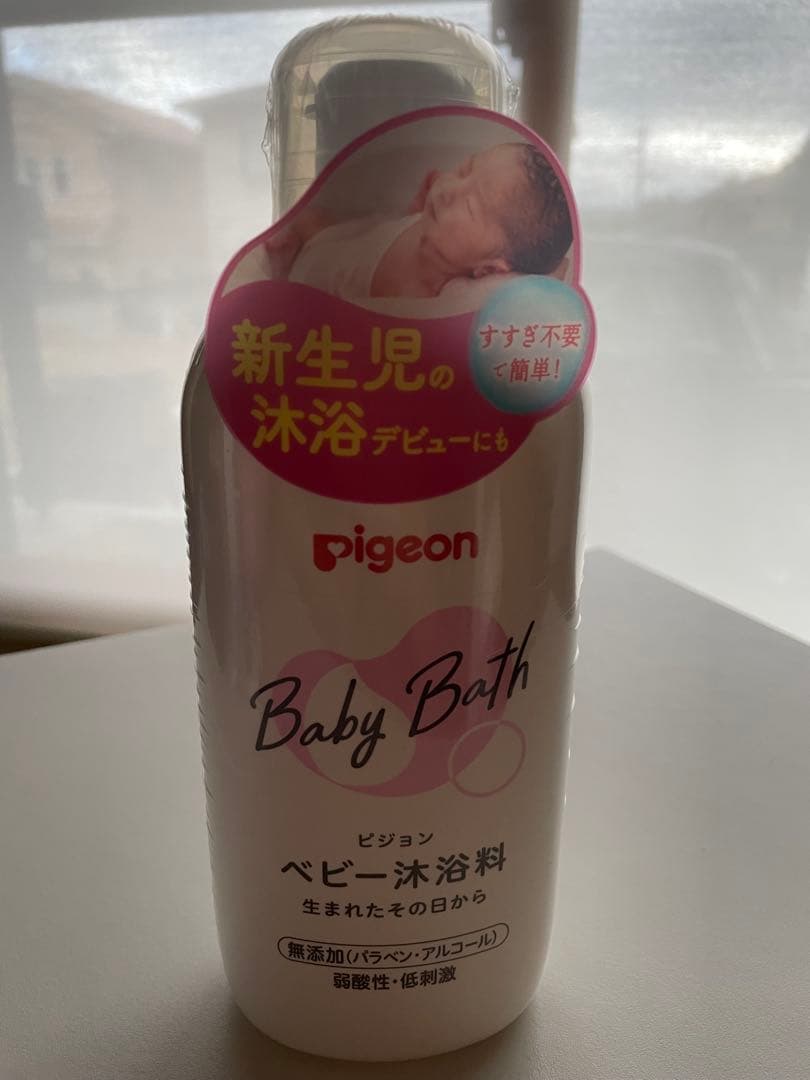 新生児の
沐浴デビューにも
すすぎ不要
で簡単!
pigeon
Baby Bath
ピジョン
ベビー沐浴料
生まれたその日から
無添加(パラベン・アルコール)
弱酸性・低刺激